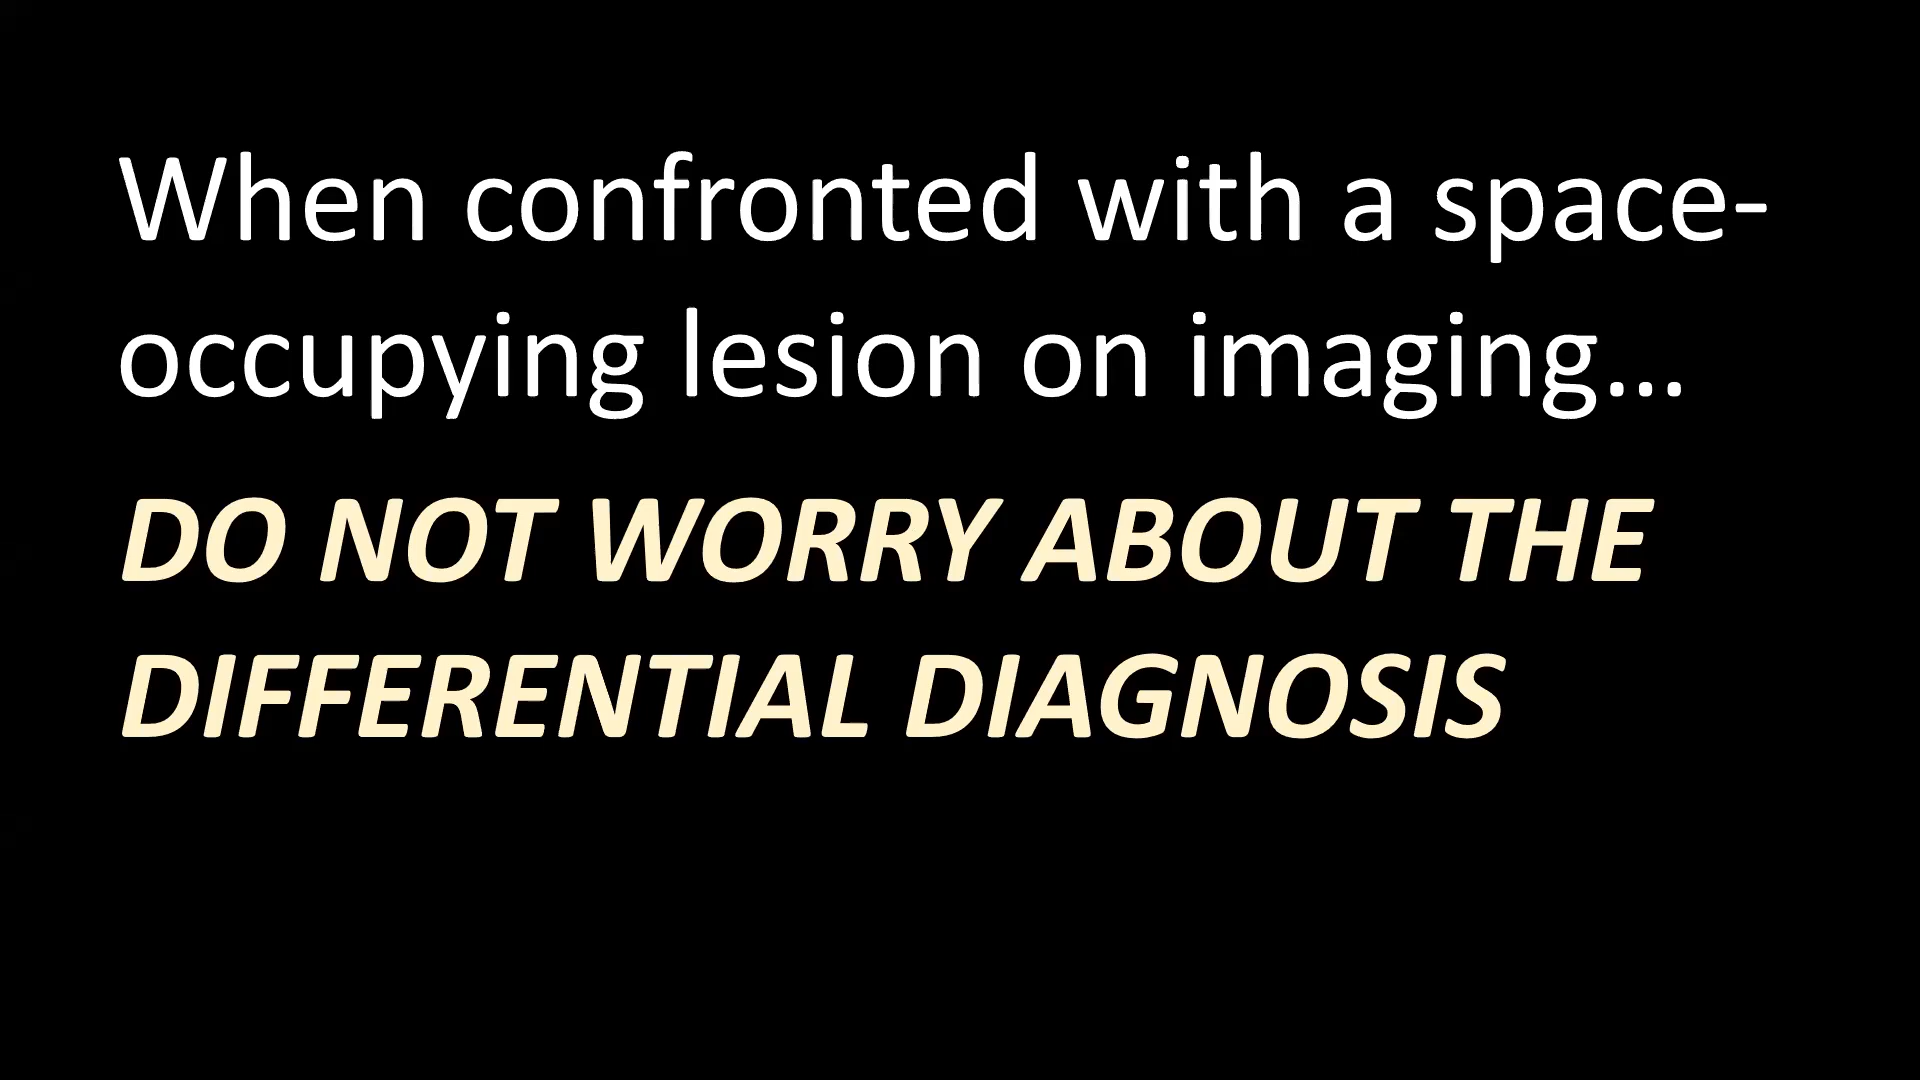 When confronted with a space-
occupying lesion on imaging...
DO NOT WORRY ABOUT THE
DIFFERENTIAL DIAGNOSIS